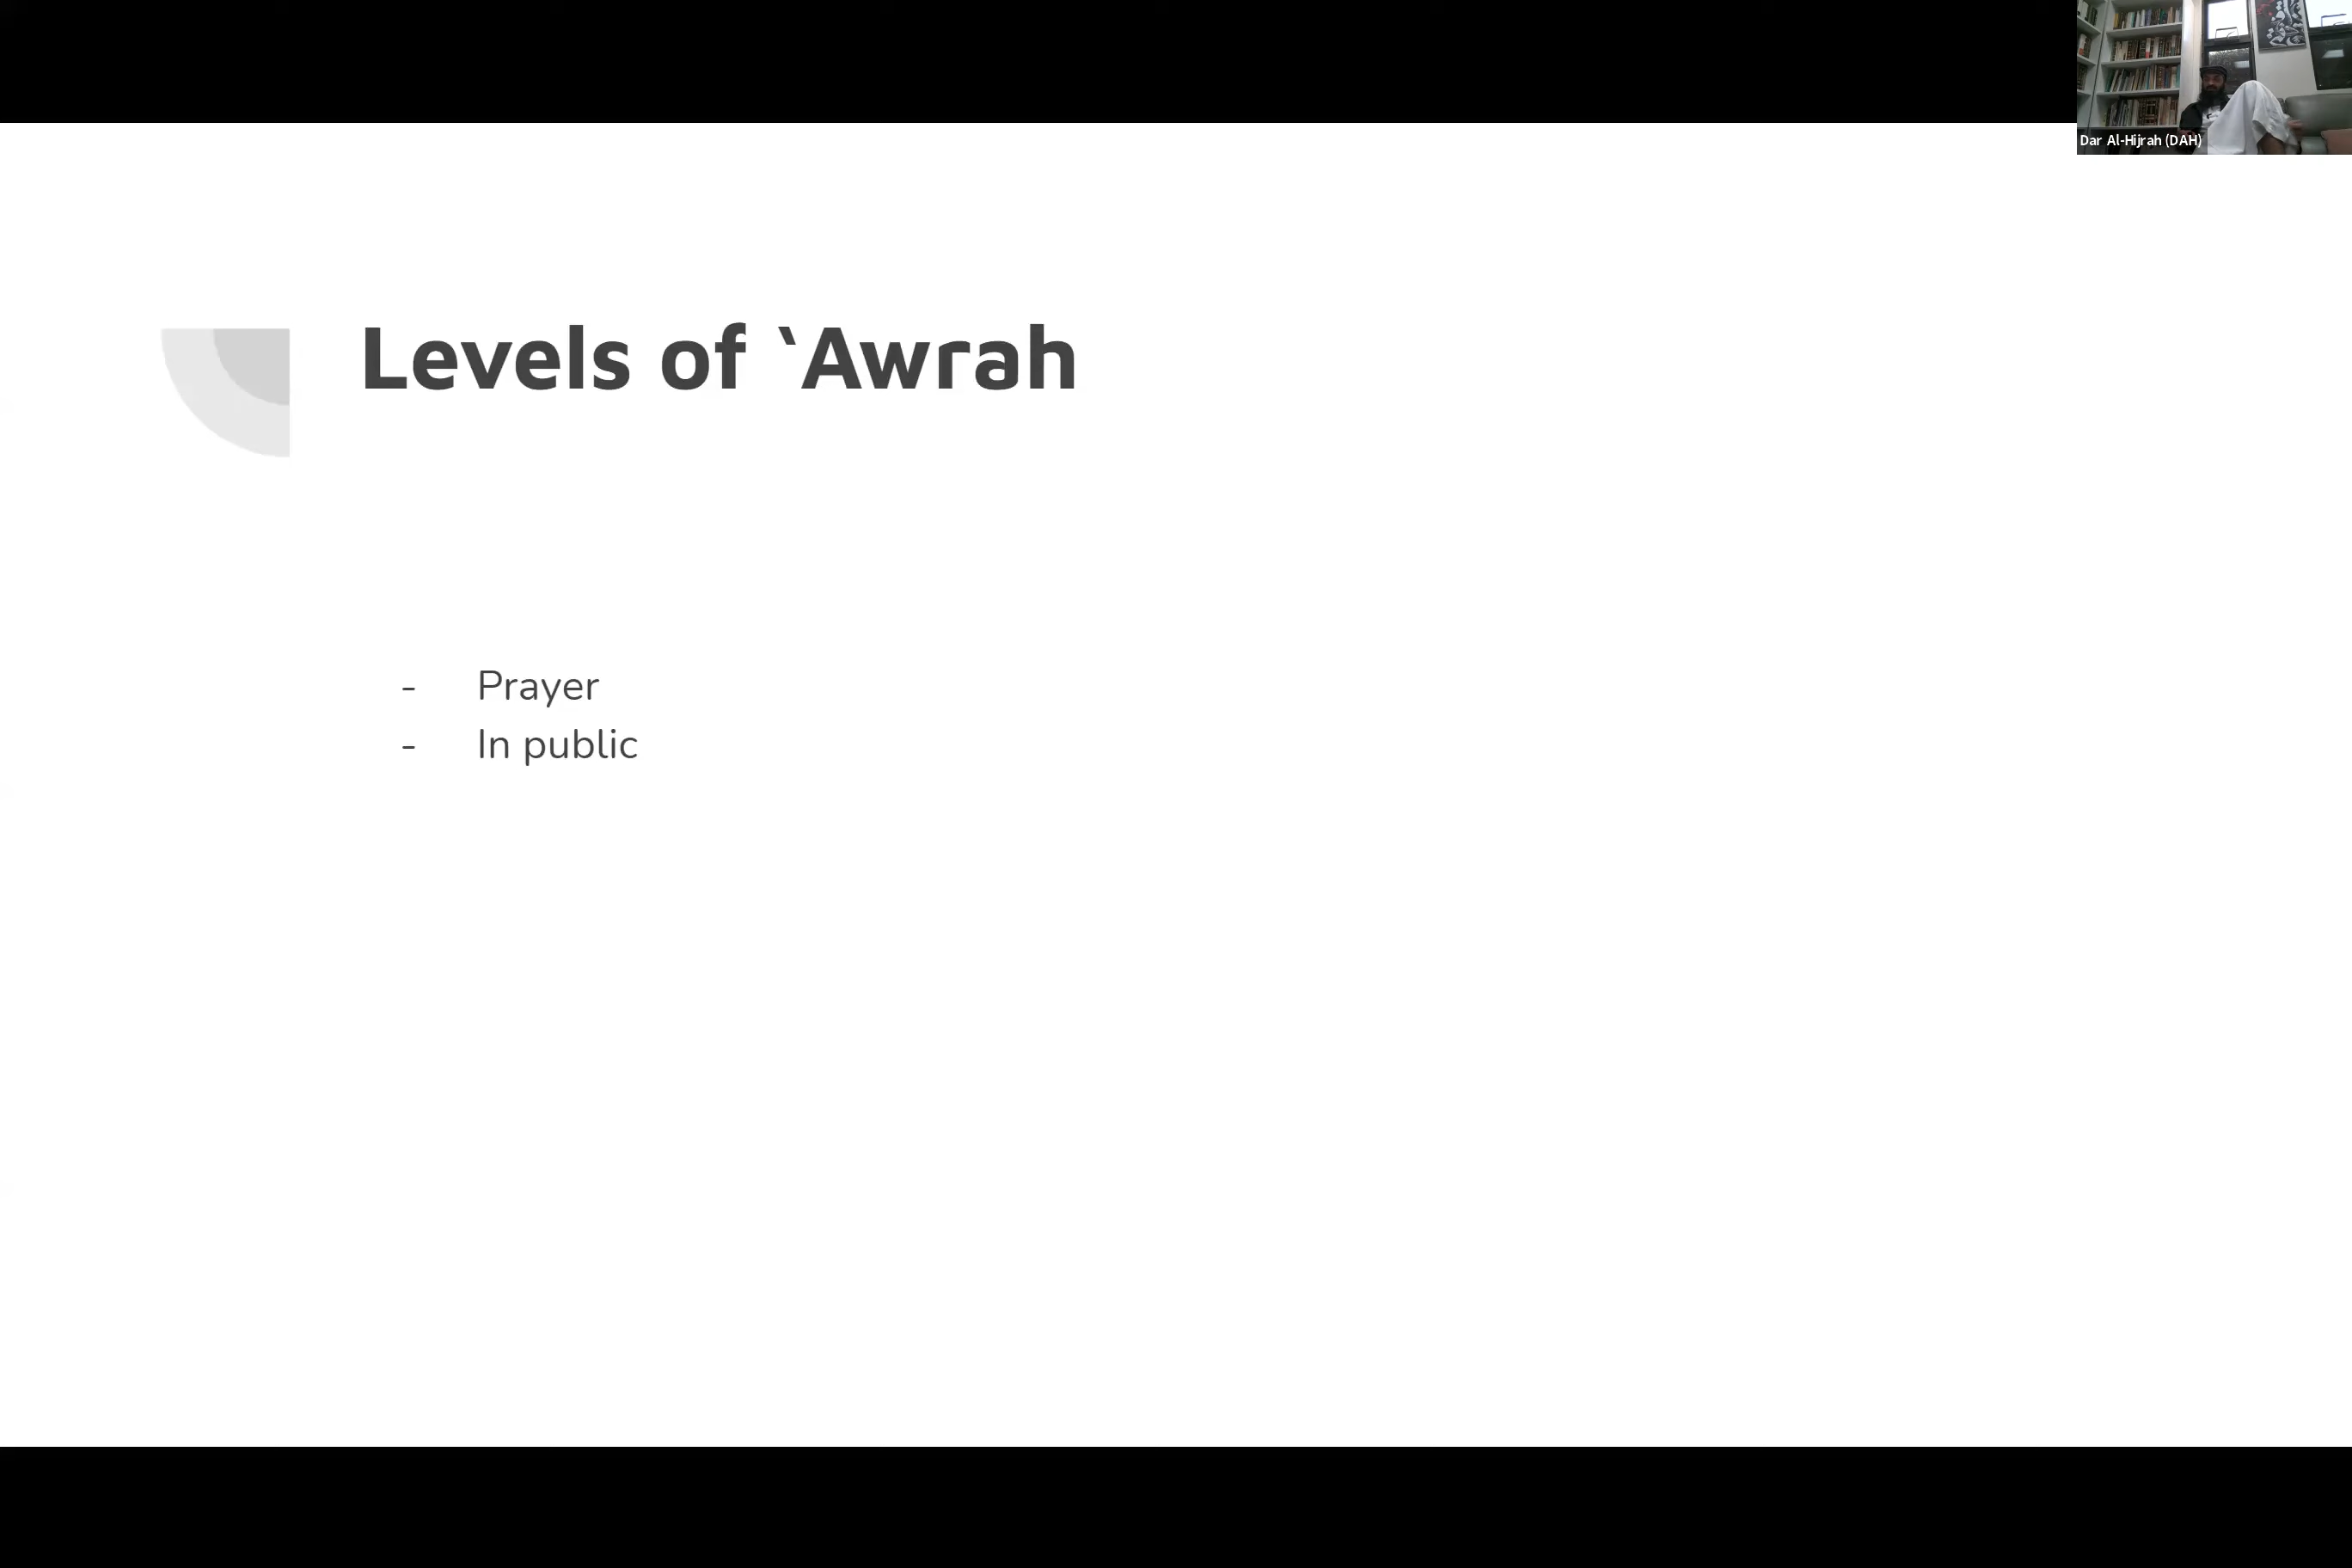 Dar Al-Hijrah (DAH)
Levels of `Awrah
- Prayer
- In public